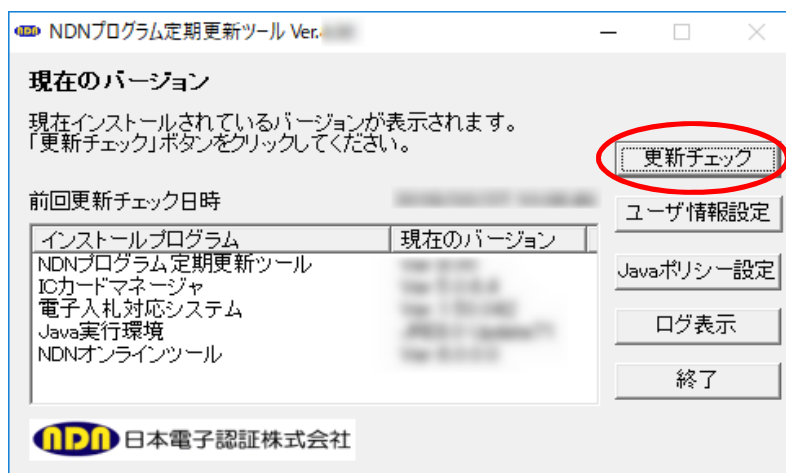 NDNプログラム定期更新ツール Ver.
現在のバージョン
現在インストールされているバージョンが表示されます。
「更新チェック」ボタンをクリックしてください。
更新チェック
前回更新チェック日時
ユーザ情報設定
インストールプログラム 現在のバージョン
NDNプログラム定期更新ツール
ICカードマネージャ
Javaポリシー設定
電子入札対応システム
Java実行環境
ログ表示
NDNオンラインツール
終了
NDN 日本電子認証株式会社